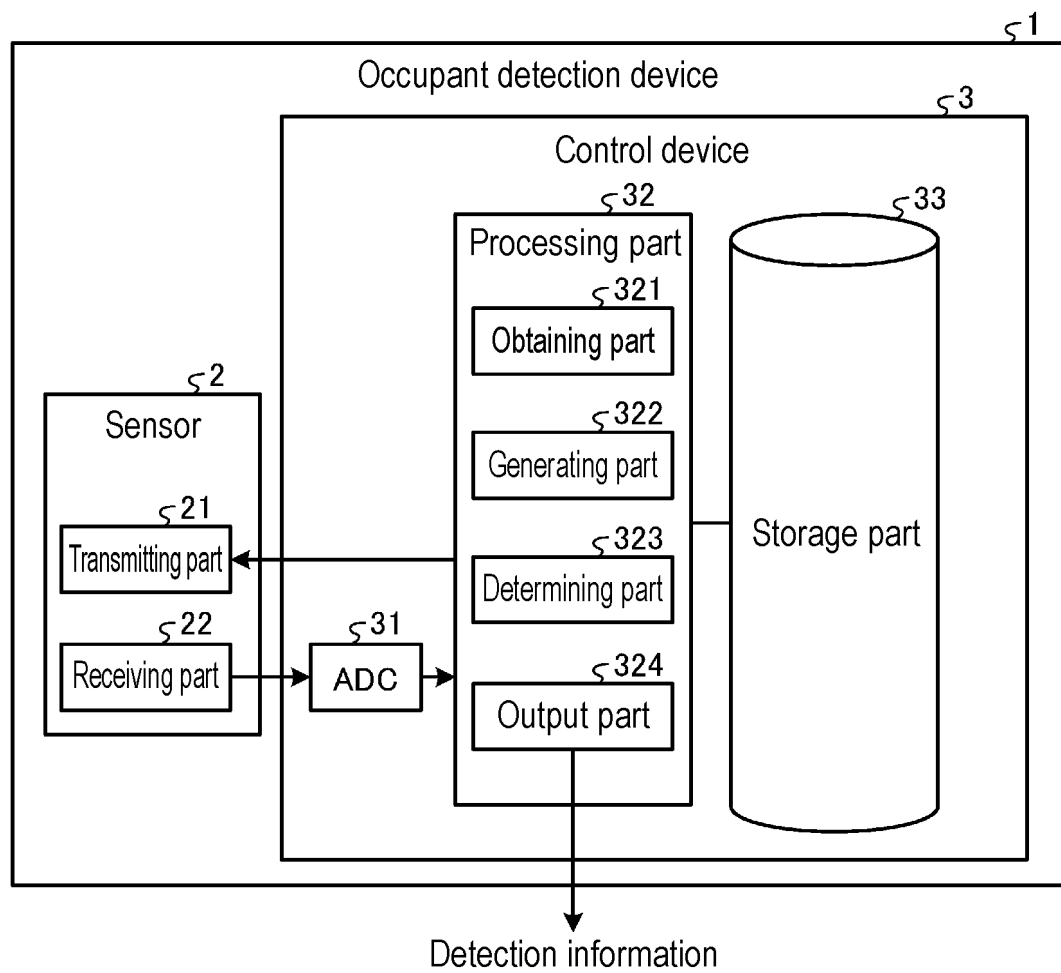 1
Occupant detection device
3
Control device
32
33
Processing part
321
Obtaining part
2
Sensor
322
Generating part
21
Transmitting part
323
Determining part
Storage part
22
Receiving part
31
ADC
324
Output part
Detection information